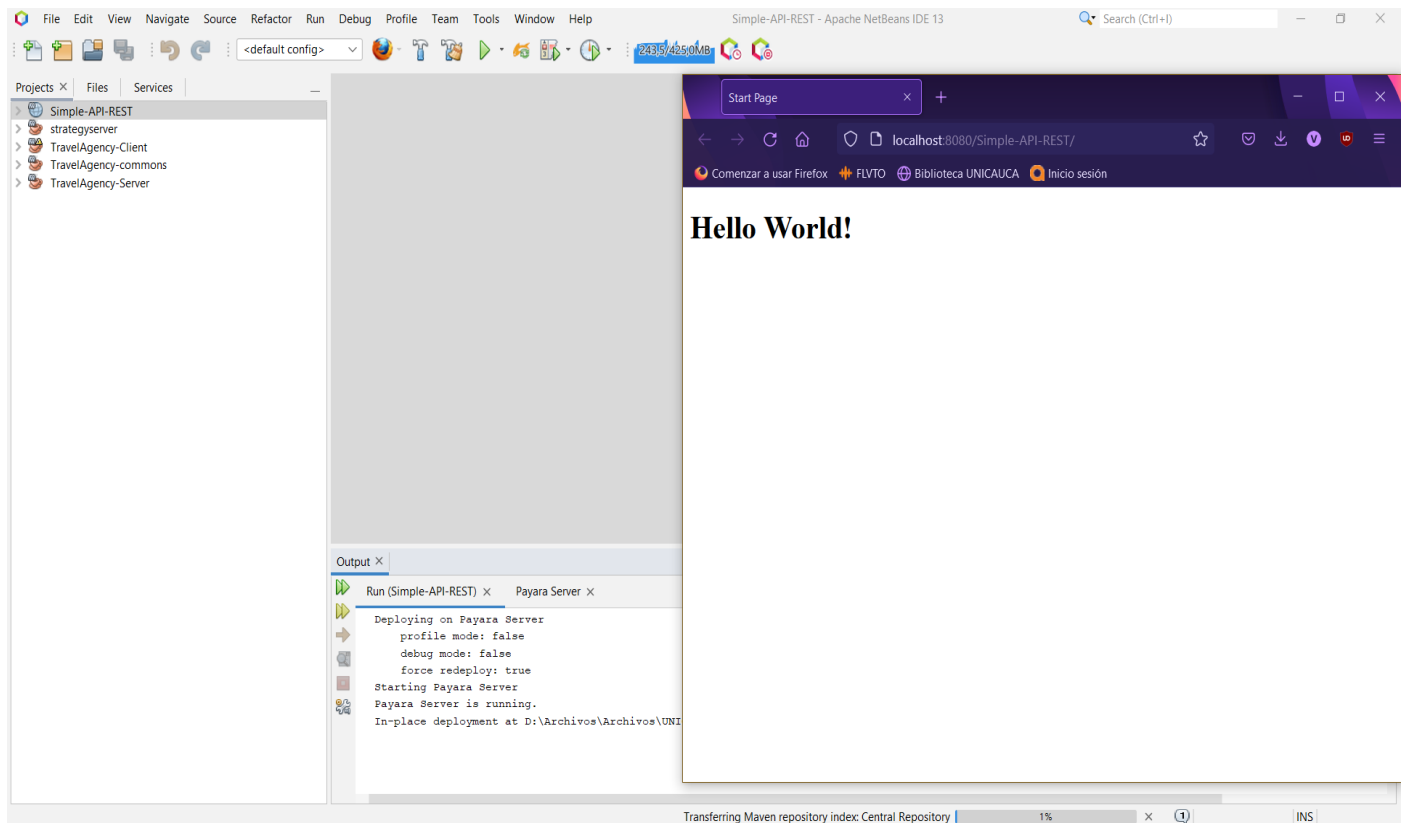 File Edit View Navigate Source Refactor Run Debug Profile Team Tools Window Help
Simple-API-REST - Apache NetBeans IDE 13
Search (Ctrl+I)
<default config>
243,5/425,0MB
Projects
Files
Services
Simple-API-REST
strategyserver
TravelAgency-Client
TravelAgency-commons
TravelAgency-Server
Start Page
localhost:8080/Simple-API-REST/
V
Comenzar a usar Firefox FLVTO Biblioteca UNICAUCA Inicio sesión
Hello World!
Output
Run (Simple-API-REST)
Payara Server
Deploying on Payara Server
profile mode: false
debug mode: false
force redeploy: true
Starting Payara Server
Payara Server is running.
In-place deployment at D:\Archivos\Archivos\UNI
Transferring Maven repository index: Central Repository
1%
1
INS